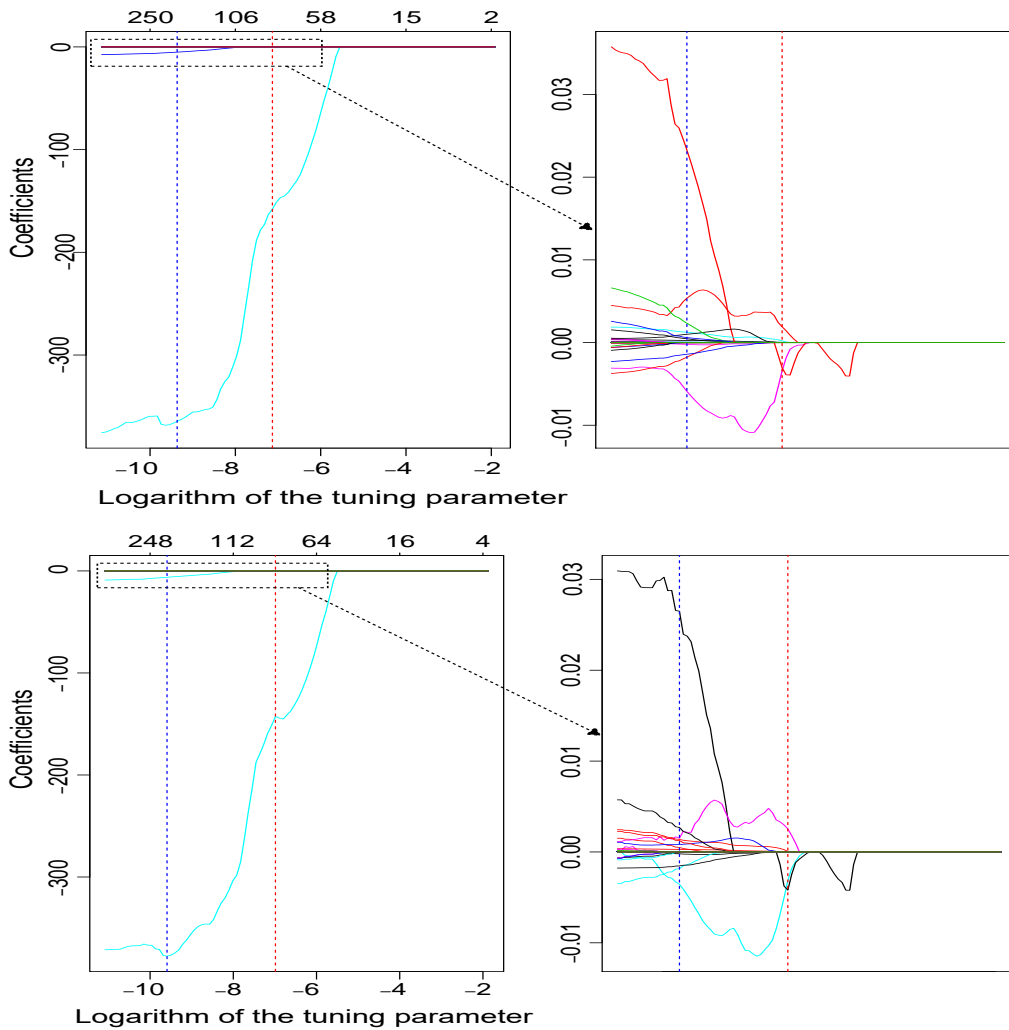 250 106 58 15 2
0
-100
-200
-300
Coefficients
−10 −8 −6 −4 −2
Logarithm of the tuning parameter
0.03
0.02
0.01
0.00
-0.01
248 112 64 16 4
0
-100
-200
-300
Coefficients
−10 −8 −6 −4 −2
Logarithm of the tuning parameter
0.03
0.02
0.01
0.00
-0.01